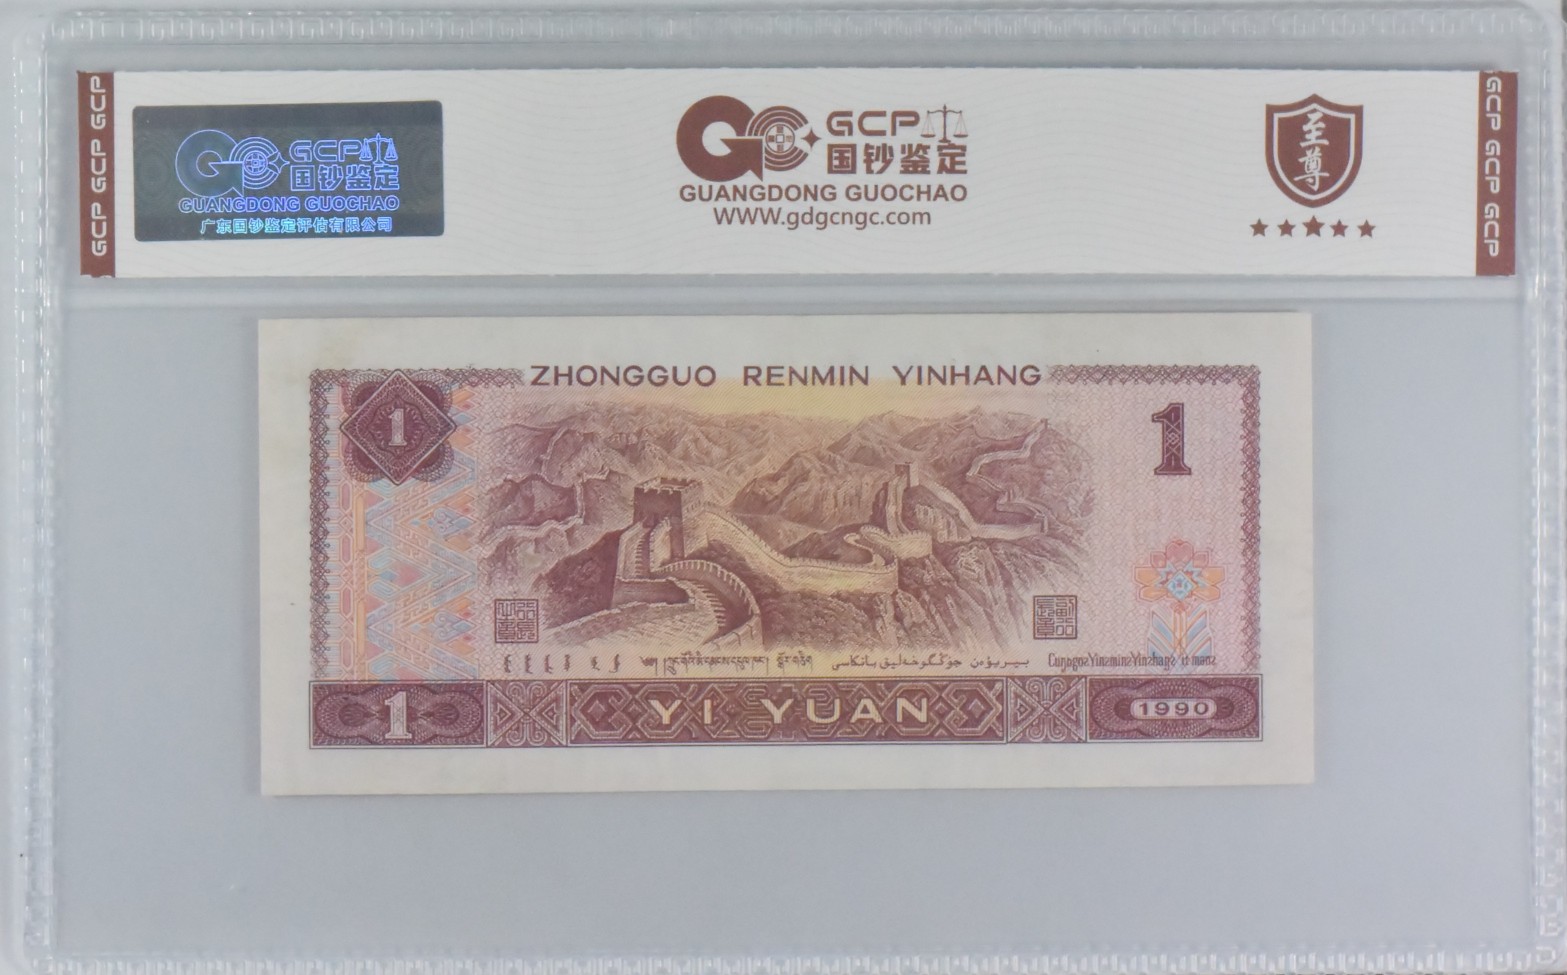 GCP GCP GCP
GCP
国钞鉴定
GUANGDONG GUOCHAO
广东国钞鉴定评估有限公司
GCP
国钞鉴定
GUANGDONG GUOCHAO
WWW.gdgcngc.com
至尊
GCP GCP GCP
ZHONGGUO RENMIN YINHANG
1
1
1
YI YUAN
1990